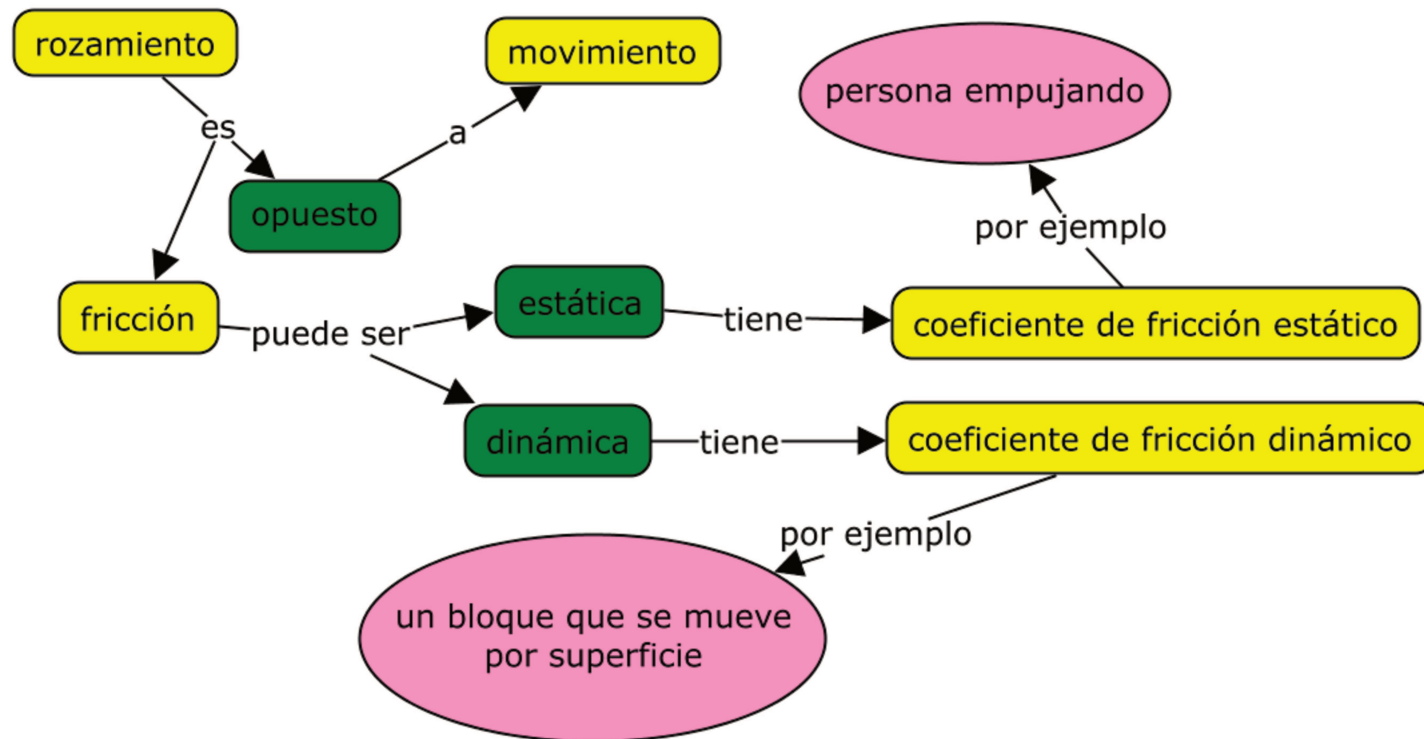 rozamiento
movimiento
persona empujando
es
a
opuesto
por ejemplo
fricción
puede ser
estática
tiene
coeficiente de fricción estático
dinámica
tiene
coeficiente de fricción dinámico
por ejemplo
un bloque que se mueve
por superficie